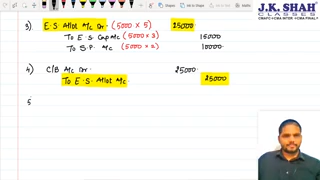 J.K. SHAH
CLASSES
3) E.S. Allot A/c Dr. (5000 × 5) 25000
To E.S. Cap A/c (5000 × 3) 15000
To S.P. A/c (5000 × 2) 10000
4) C/B A/c Dr. 25000
To E.S. Allot A/c 25000
5